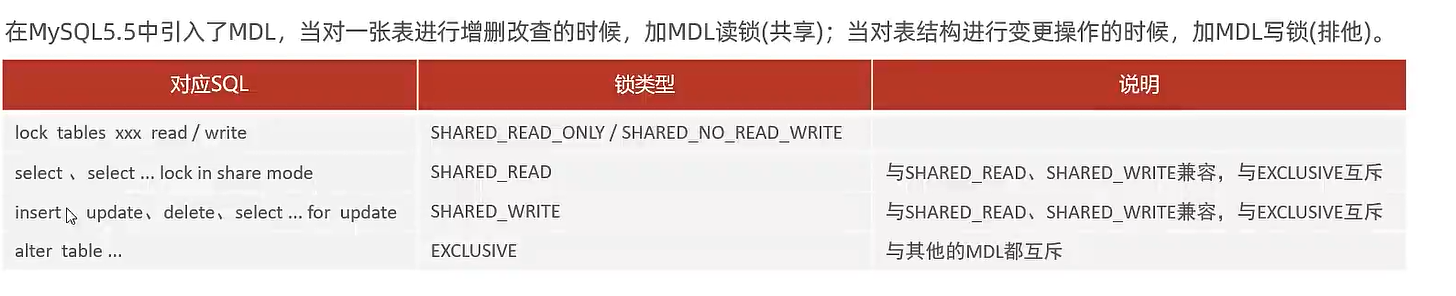 在MySQL5.5中引入了MDL，当对一张表进行增删改查的时候，加MDL读锁(共享)；当对表结构进行变更操作的时候，加MDL写锁(排他)。
对应SQL 锁类型 说明
lock tables xxx read / write SHARED_READ_ONLY / SHARED_NO_READ_WRITE
select 、select ... lock in share mode SHARED_READ 与SHARED_READ、SHARED_WRITE兼容，与EXCLUSIVE互斥
insert 、update、delete、select ... for update SHARED_WRITE 与SHARED_READ、SHARED_WRITE兼容，与EXCLUSIVE互斥
alter table ... EXCLUSIVE 与其他的MDL都互斥